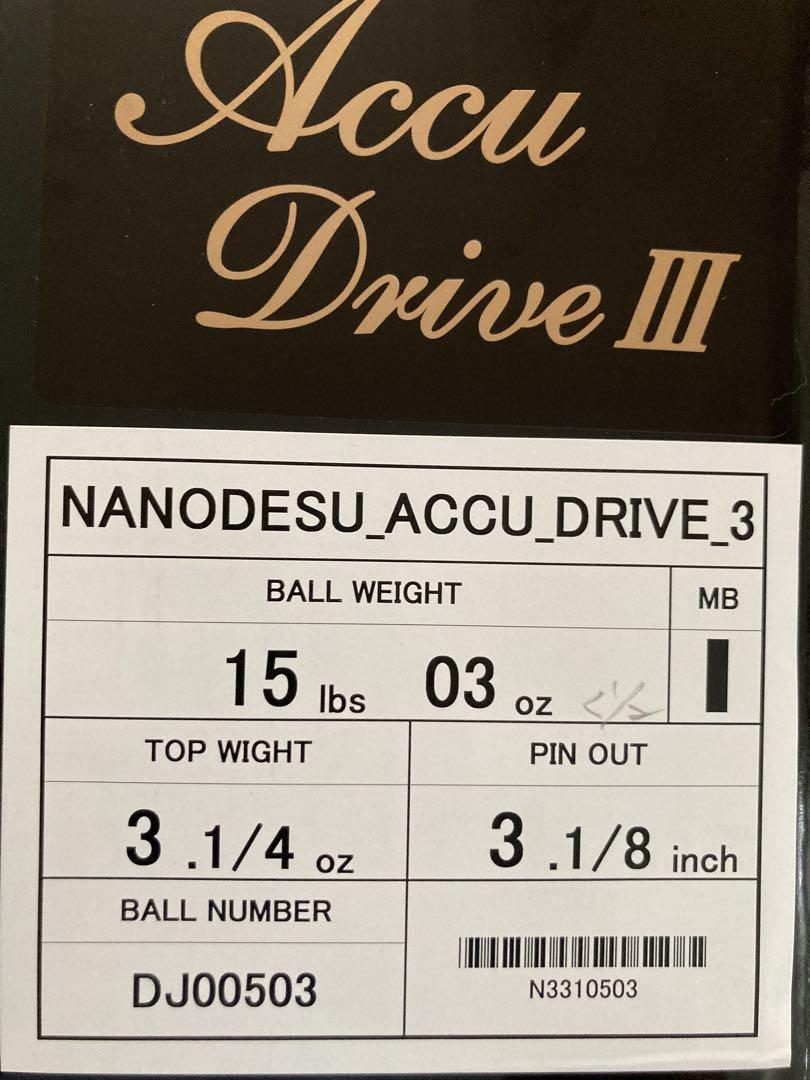 Accu
Drive III
NANODESU_ACCU_DRIVE_3
BALL WEIGHT
MB
15 lbs 03 oz
TOP WIGHT
PIN OUT
3 .1/4 oz
3 .1/8 inch
BALL NUMBER
DJ00503
N3310503